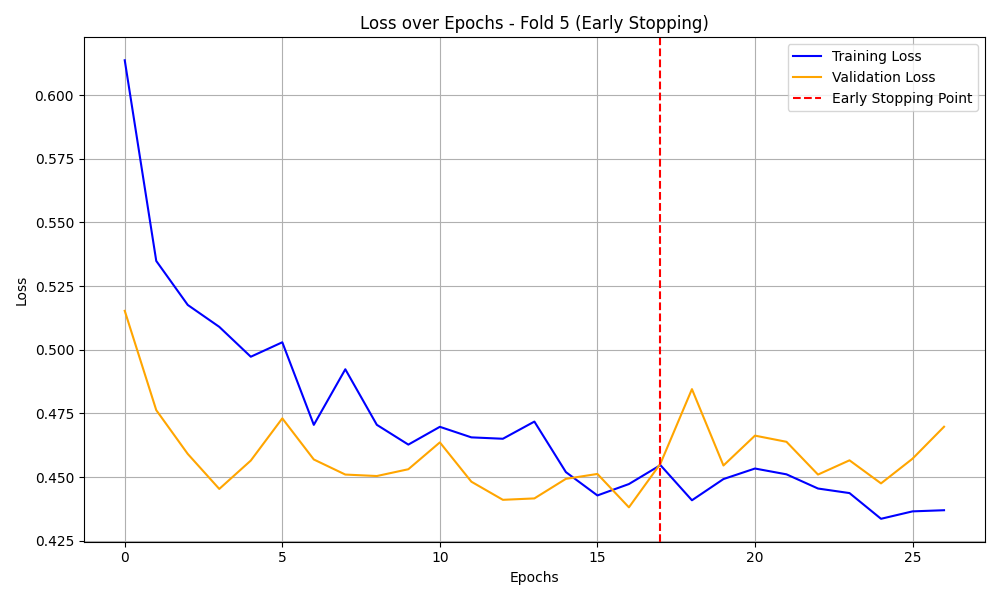 Loss over Epochs - Fold 5 (Early Stopping)
Training Loss
Validation Loss
Early Stopping Point
0.600
0.575
0.550
0.525
0.500
0.475
0.450
0.425
Loss
0 5 10 15 20 25
Epochs